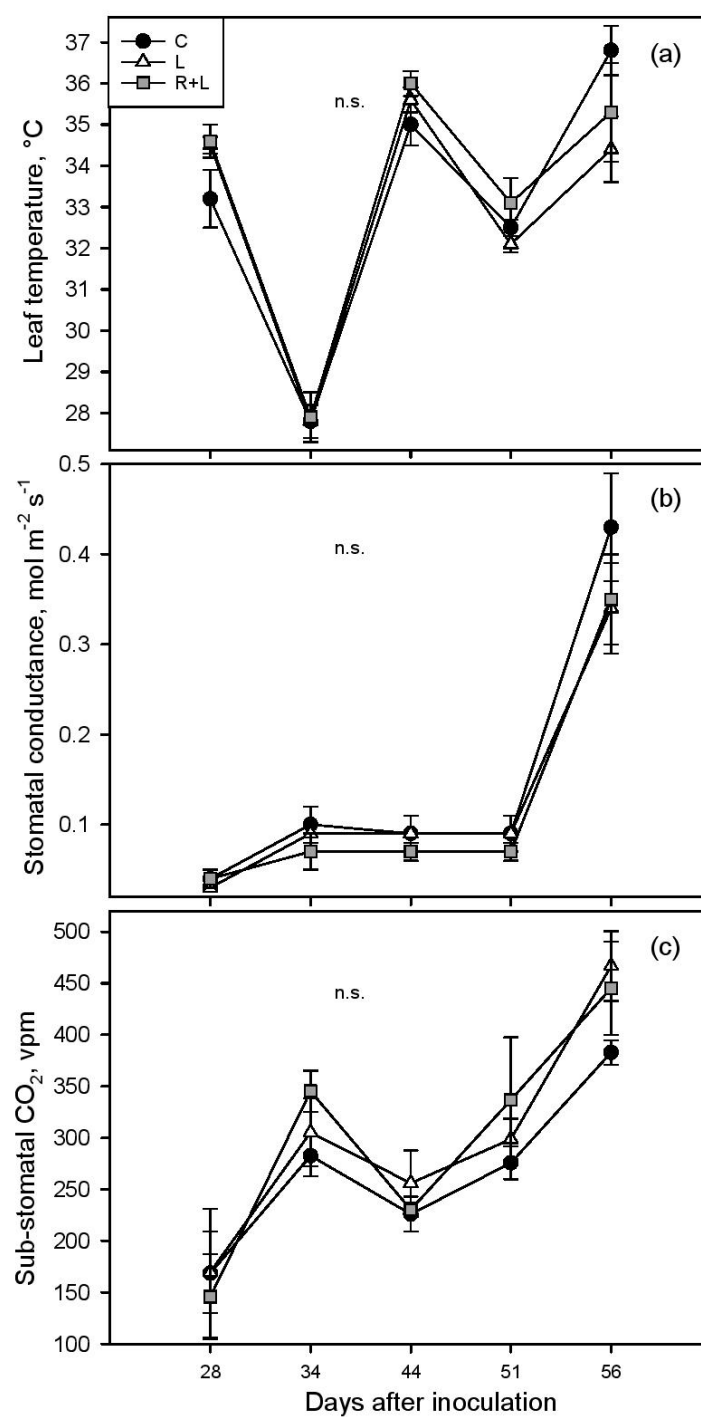 C
L
R+L
(a)
n.s.
Leaf temperature, °C
37
36
35
34
33
32
31
30
29
28
(b)
n.s.
Stomatal conductance, mol m⁻² s⁻¹
0.5
0.4
0.3
0.2
0.1
(c)
n.s.
Sub-stomatal CO₂, vpm
500
450
400
350
300
250
200
150
100
28 34 44 51 56
Days after inoculation